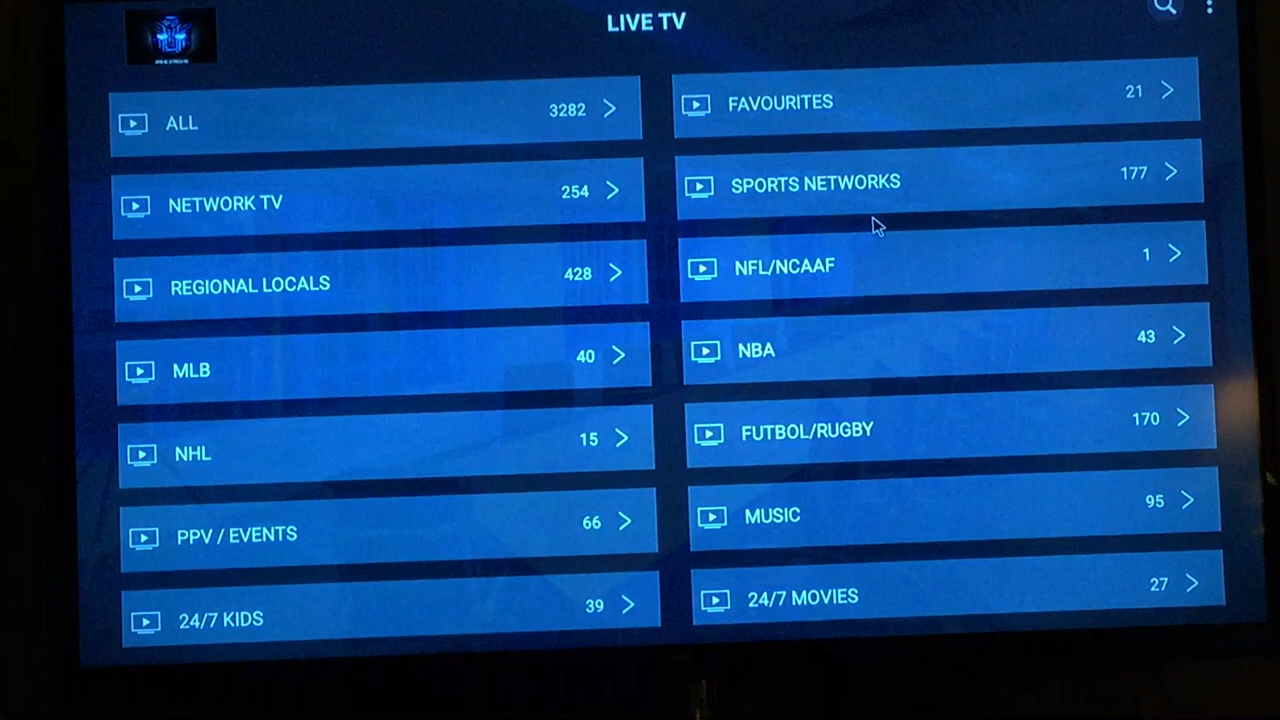 LIVE TV
ALL 3282
FAVOURITES 21
NETWORK TV 254
SPORTS NETWORKS 177
REGIONAL LOCALS 428
NFL/NCAAF 1
MLB 40
NBA 43
NHL 15
FUTBOL/RUGBY 170
PPV / EVENTS 66
MUSIC 95
24/7 KIDS 39
24/7 MOVIES 27